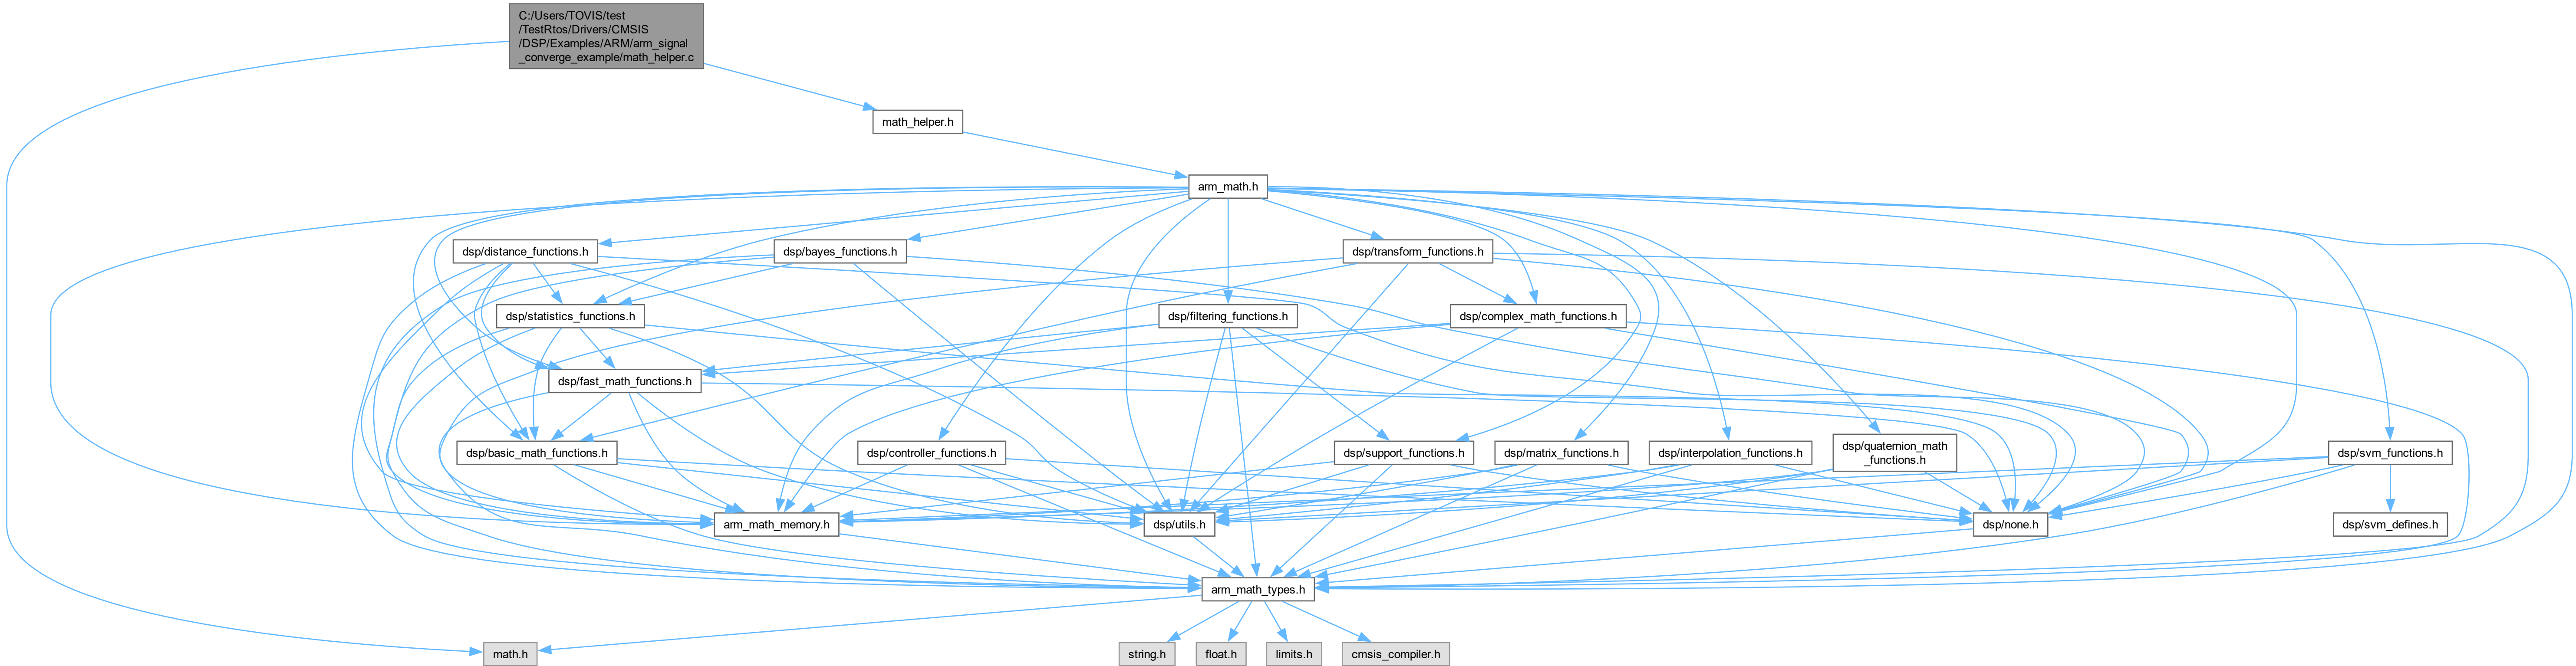 C:/Users/TOVIS/test
/TestRtos/Drivers/CMSIS
/DSP/Examples/ARM/arm_signal
_converge_example/math_helper.c
math_helper.h
arm_math.h
dsp/distance_functions.h
dsp/bayes_functions.h
dsp/transform_functions.h
dsp/statistics_functions.h
dsp/filtering_functions.h
dsp/complex_math_functions.h
dsp/fast_math_functions.h
dsp/basic_math_functions.h
dsp/controller_functions.h
dsp/support_functions.h
dsp/matrix_functions.h
dsp/interpolation_functions.h
dsp/quaternion_math
_functions.h
dsp/svm_functions.h
arm_math_memory.h
dsp/utils.h
dsp/none.h
dsp/svm_defines.h
arm_math_types.h
math.h
string.h
float.h
limits.h
cmsis_compiler.h